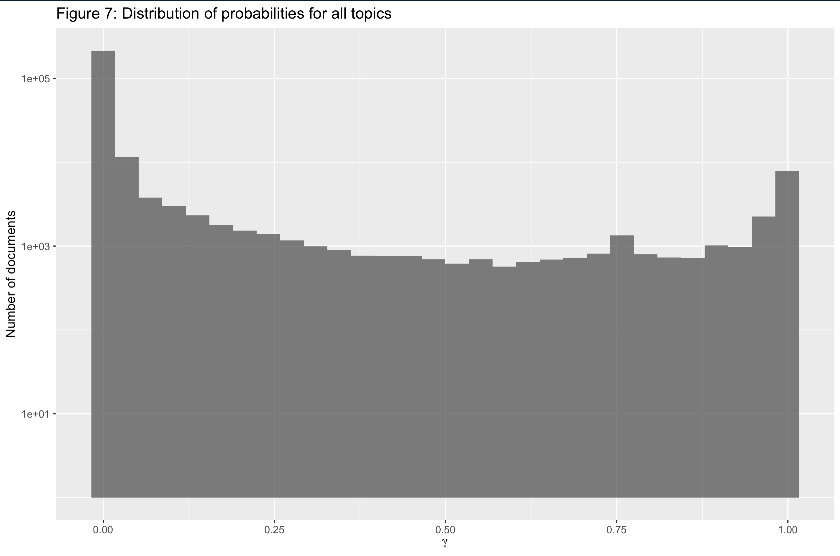 Figure 7: Distribution of probabilities for all topics
1e+05
1e+03
1e+01
Number of documents
0.00 0.25 0.50 0.75 1.00
γ